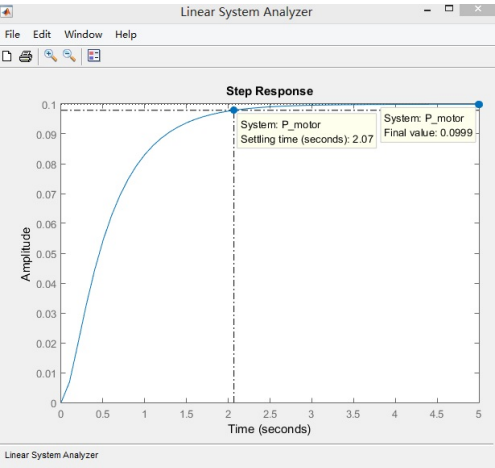 Linear System Analyzer
File Edit Window Help
Step Response
0.1
0.09
0.08
0.07
0.06
0.05
0.04
0.03
0.02
0.01
0
Amplitude
System: P_motor
Settling time (seconds): 2.07
System: P_motor
Final value: 0.0999
0 0.5 1 1.5 2 2.5 3 3.5 4 4.5 5
Time (seconds)
Linear System Analyzer